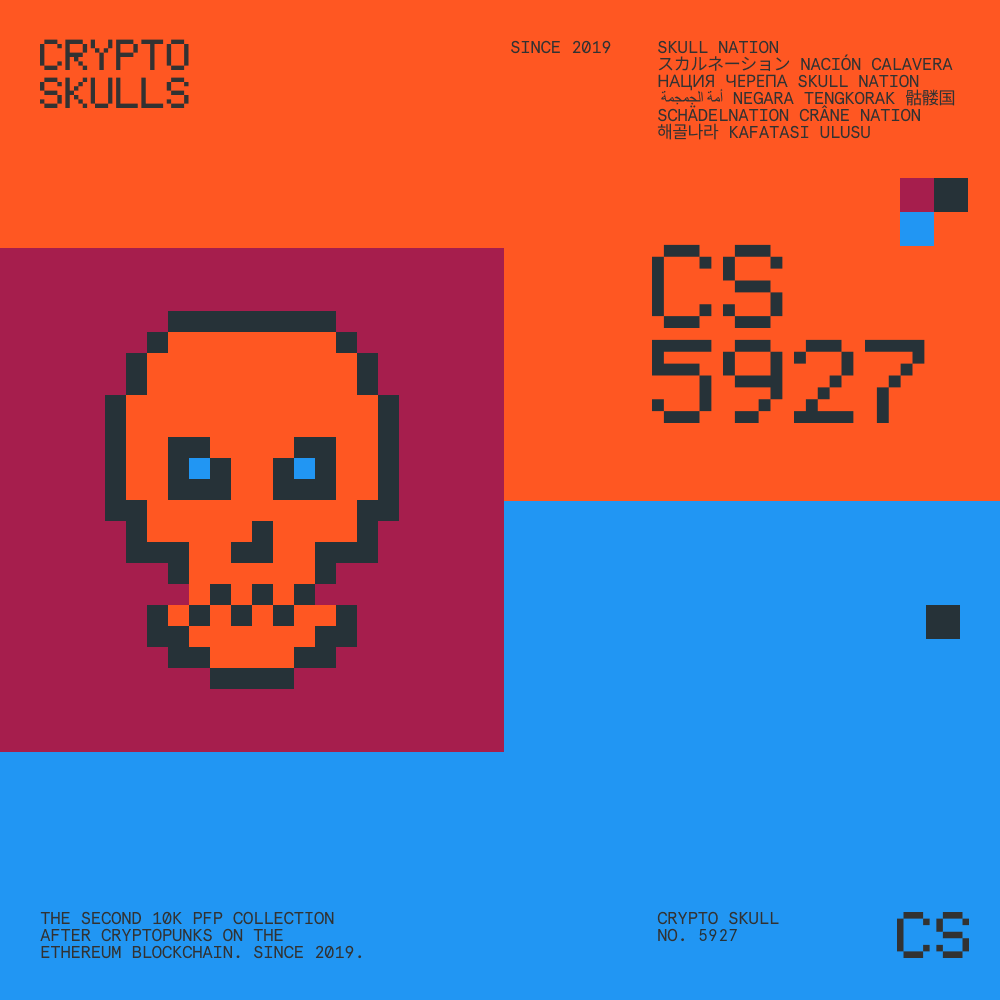 CRYPTO
SKULLS
SINCE 2019
SKULL NATION
スカルネーション NACIÓN CALAVERA
НАЦИЯ ЧЕРЕПА SKULL NATION
أمة الجمجمة NEGARA TENGKORAK 骷髅国
SCHÄDELNATION CRÂNE NATION
해골나라 KAFATASI ULUSU
CS
5927
THE SECOND 10K PFP COLLECTION
AFTER CRYPTOPUNKS ON THE
ETHEREUM BLOCKCHAIN. SINCE 2019.
CRYPTO SKULL
NO. 5927
CS